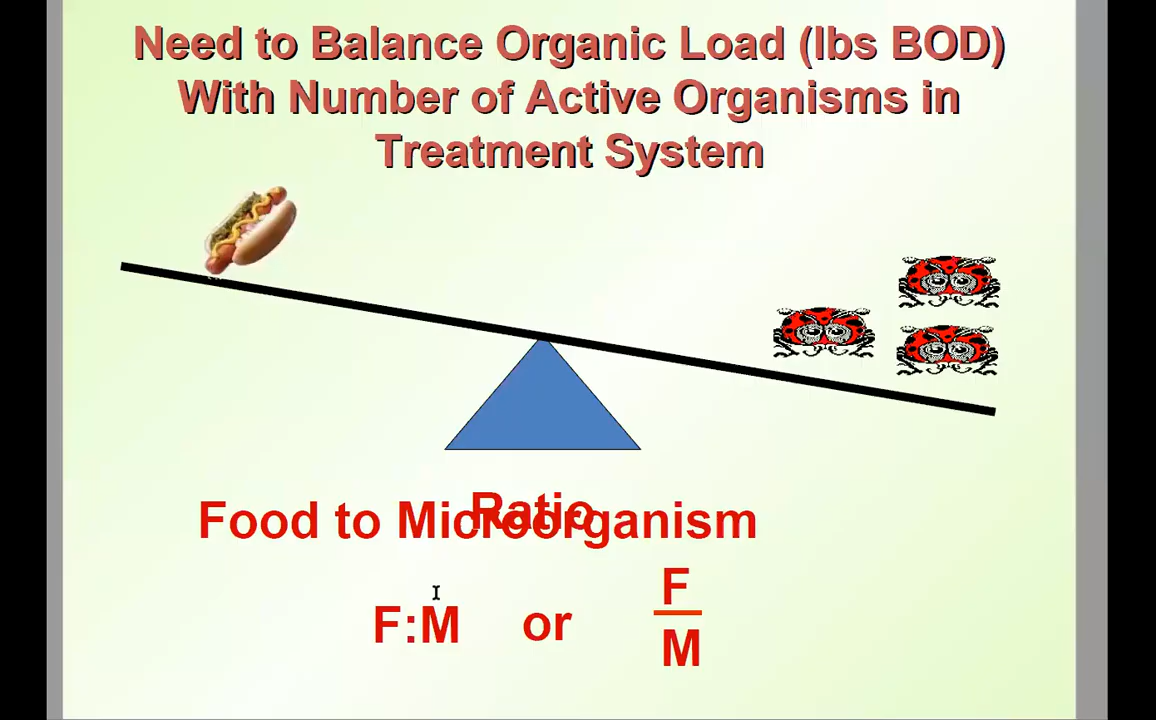 Need to Balance Organic Load (lbs BOD)
With Number of Active Organisms in
Treatment System
Ratio
Food to Microorganism
F:M or F
M